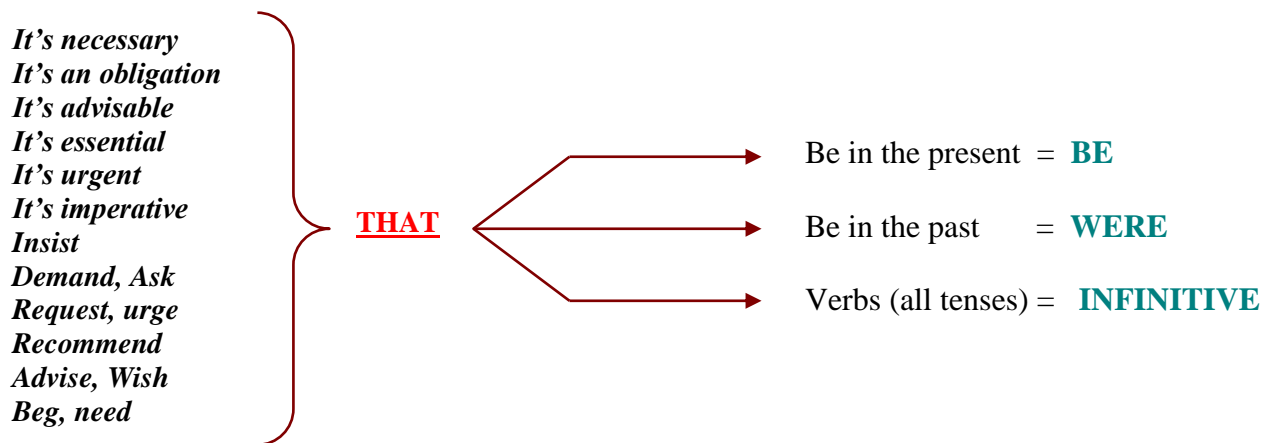 It's necessary
It's an obligation
It's advisable
It's essential
It's urgent
It's imperative
Insist
Demand, Ask
Request, urge
Recommend
Advise, Wish
Beg, need
THAT
Be in the present = BE
Be in the past = WERE
Verbs (all tenses) = INFINITIVE